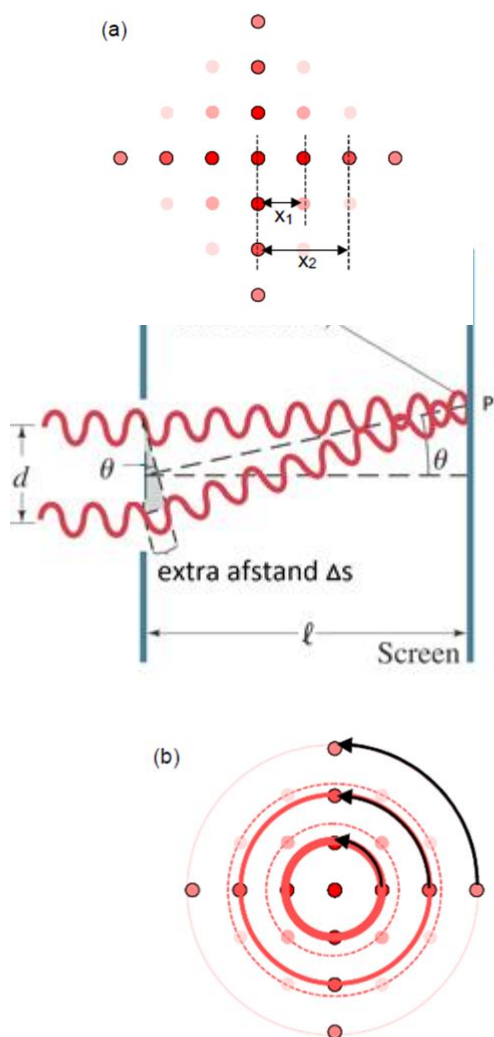 (a)
x₁
x₂
P
d
θ
θ
extra afstand Δs
ℓ
Screen
(b)